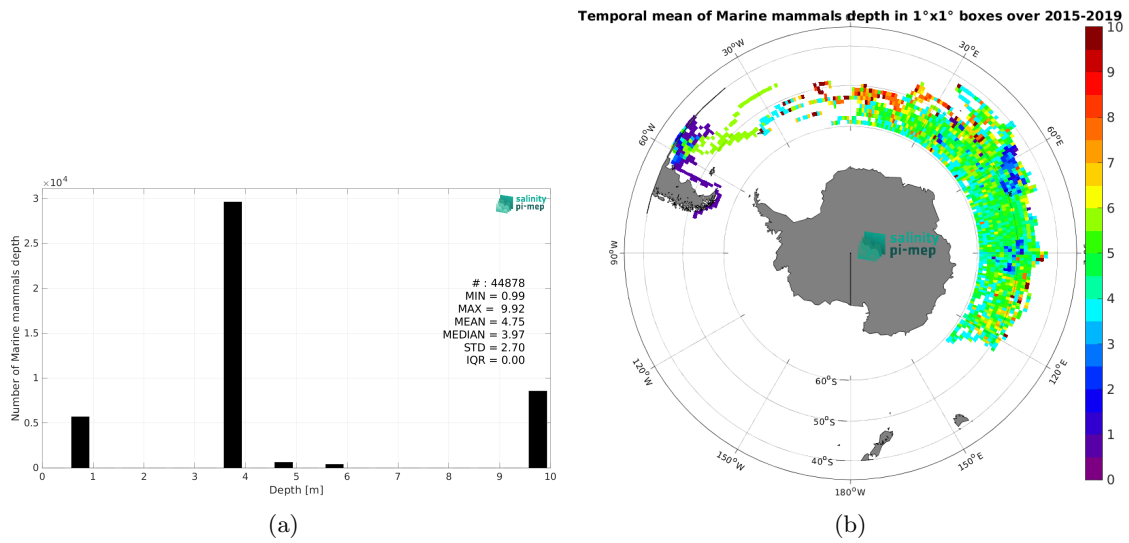 Temporal mean of Marine mammals depth in 1°x1° boxes over 2015-2019
×10⁴
3
2.5
2
1.5
1
0.5
0
Number of Marine mammals depth
salinity
pi-mep
# : 44878
MIN = 0.99
MAX = 9.92
MEAN = 4.75
MEDIAN = 3.97
STD = 2.70
IQR = 0.00
0 1 2 3 4 5 6 7 8 9 10
Depth [m]
(a)
30°W
30°E
60°W
60°E
90°W
salinity
pi-mep
120°W
120°E
60°S
50°S
40°S
150°W
150°E
180°W
10
9
8
7
6
5
4
3
2
1
0
(b)